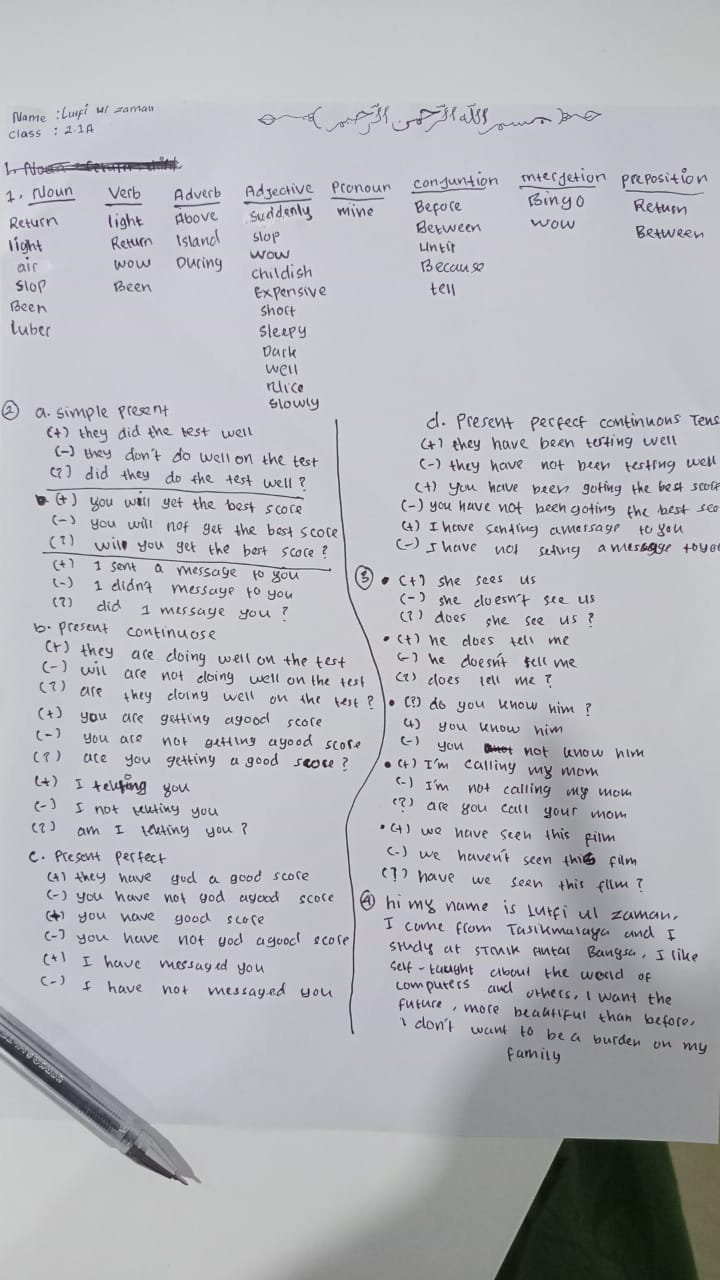 Name : Lutfi ul zaman
class : 2.1A
بسم الله الرحمن الرحيم
1. Noun
1. Noun Verb Adverb Adjective Pronoun conjuntion intergetion preposition
Return light Above suddenly mine Before Bingo Return
light Return Island slop Between wow Between
air wow During wow Until
slop Been childish Because
Been Expensive tell
luber short
sleepy
Dark
well
Nice
slowly
② a. simple present
(+) they did the test well
(-) they don't do well on the test
(?) did they do the test well ?
(+) you will get the best score
(-) you will not get the best score
(?) will you get the best score ?
(+) I sent a message to you
(-) I didn't message to you
(?) did I message you ?
b. present continuose
(+) they are doing well on the test
(-) wil are not doing well on the test
(?) are they doing well on the test ?
(+) you are getting agood score
(-) you are not getting agood score
(?) are you getting a good score ?
(+) I you
(-) I not texting you
(?) am I texting you ?
c. present perfect
(+) they have god a good score
(-) you have not god agood score
(+) you have good score
(-) you have not god agood score
(+) I have messaged you
(-) I have not messayed you
d. present perfect continuons Tens
(+) they have been testing well
(-) they have not been testing well
(+) you have been goting the best score
(-) you have not been goting the best sco
(+) I have senting amessage to you
(-) I have not seting a message toyou
③ • (+) she sees us
(-) she doesn't see us
(?) does she see us ?
• (+) he does tell me
(-) he doesn't tell me
(?) does tell me ?
• (?) do you know him ?
(+) you know him
(-) you not know him
• (+) I'm calling my mom
(-) I'm not calling my mom
(?) are you call your mom
• (+) we have seen this film
(-) we haven't seen this film
(?) have we seen this film ?
④ hi my name is lutfi ul zaman,
I come from Tasikmalaya and I
study at STMIK Antar Bangsa, I like
self-taught about the world of
computers and others, I want the
future, more beautiful than before,
I don't want to be a burden on my
family